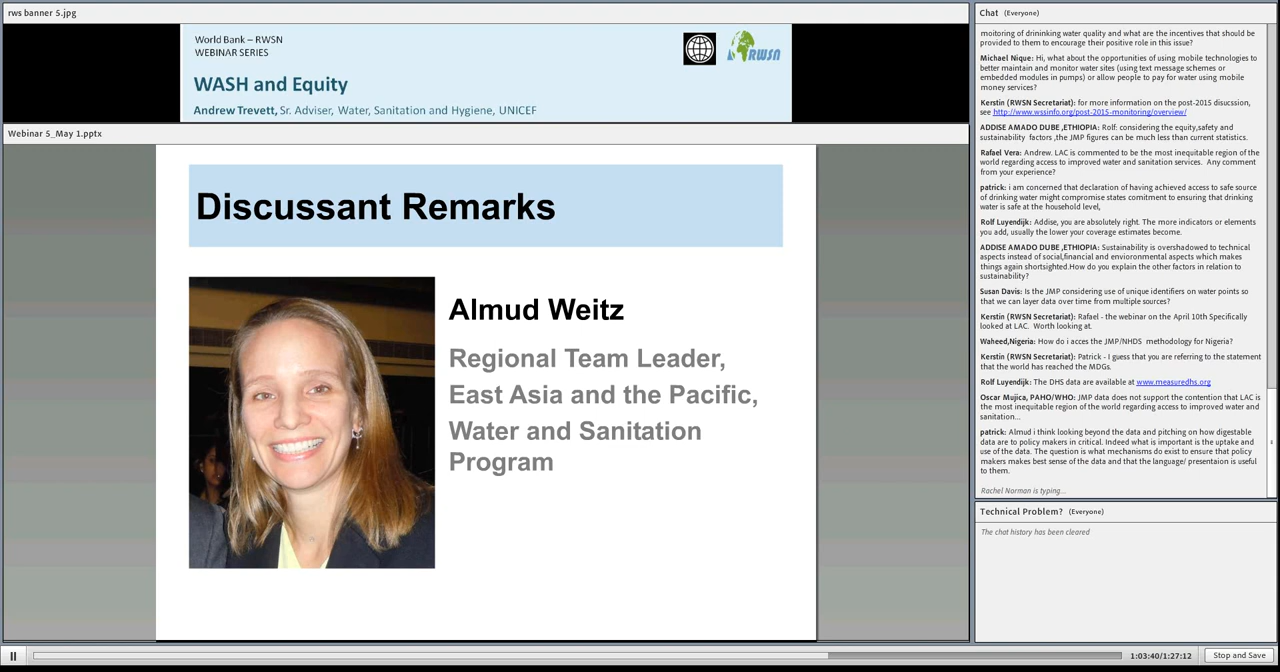 rws banner 5.jpg
World Bank – RWSN
WEBINAR SERIES
RWSN
WASH and Equity
Andrew Trevett, Sr. Adviser, Water, Sanitation and Hygiene, UNICEF
Webinar 5_May 1.pptx
Discussant Remarks
Almud Weitz
Regional Team Leader,
East Asia and the Pacific,
Water and Sanitation
Program
Chat (Everyone)
moitoring of drininking water quality and what are the incentives that should be
provided to them to encourage their positive role in this issue?
Michael Nique: Hi, what about the opportunities of using mobile technologies to
better maintain and monitor water sites (using text message schemes or
embedded modules in pumps) or allow people to pay for water using mobile
money services?
Kerstin (RWSN Secretariat): for more information on the post-2015 disucssion,
see http://www.wssinfo.org/post-2015-monitoring/overview/
ADDISE AMADO DUBE ,ETHIOPIA: Rolf: considering the equity,safety and
sustainability factors ,the JMP figures can be much less than current statistics.
Rafael Vera: Andrew. LAC is commented to be the most inequitable region of the
world regarding access to improved water and sanitation services. Any comment
from your experience?
patrick: i am concerned that declaration of having achieved access to safe source
of drinking water might compromise states comitment to ensuring that drinking
water is safe at the household level,
Rolf Luyendijk: Addise, you are absolutely right. The more indicators or elements
you add, usually the lower your coverage estimates become.
ADDISE AMADO DUBE ,ETHIOPIA: Sustainability is overshadowed to technical
aspects instead of social,financial and envioronmental aspects which makes
things again shortsighted.How do you explain the other factors in relation to
sustainability?
Susan Davis: Is the JMP considering use of unique identifiers on water points so
that we can layer data over time from multiple sources?
Kerstin (RWSN Secretariat): Rafael - the webinar on the April 10th Specifically
looked at LAC. Worth looking at.
Waheed,Nigeria: How do i acces the JMP/NHDS methodology for Nigeria?
Kerstin (RWSN Secretariat): Patrick - I guess that you are referring to the statement
that the world has reached the MDGs.
Rolf Luyendijk: The DHS data are available at www.measuredhs.org
Oscar Mujica, PAHO/WHO: JMP data does not support the contention that LAC is
the most inequitable region of the world regarding access to improved water and
sanitation...
patrick: Almud i think looking beyond the data and pitching on how digestable
data are to policy makers in critical. Indeed what is important is the uptake and
use of the data. The question is what mechanisms do exist to ensure that policy
makers makes best sense of the data and that the language/ presentaion is useful
to them.
Rachel Norman is typing...
Technical Problem? (Everyone)
The chat history has been cleared
1:03:40/1:27:12
Stop and Save